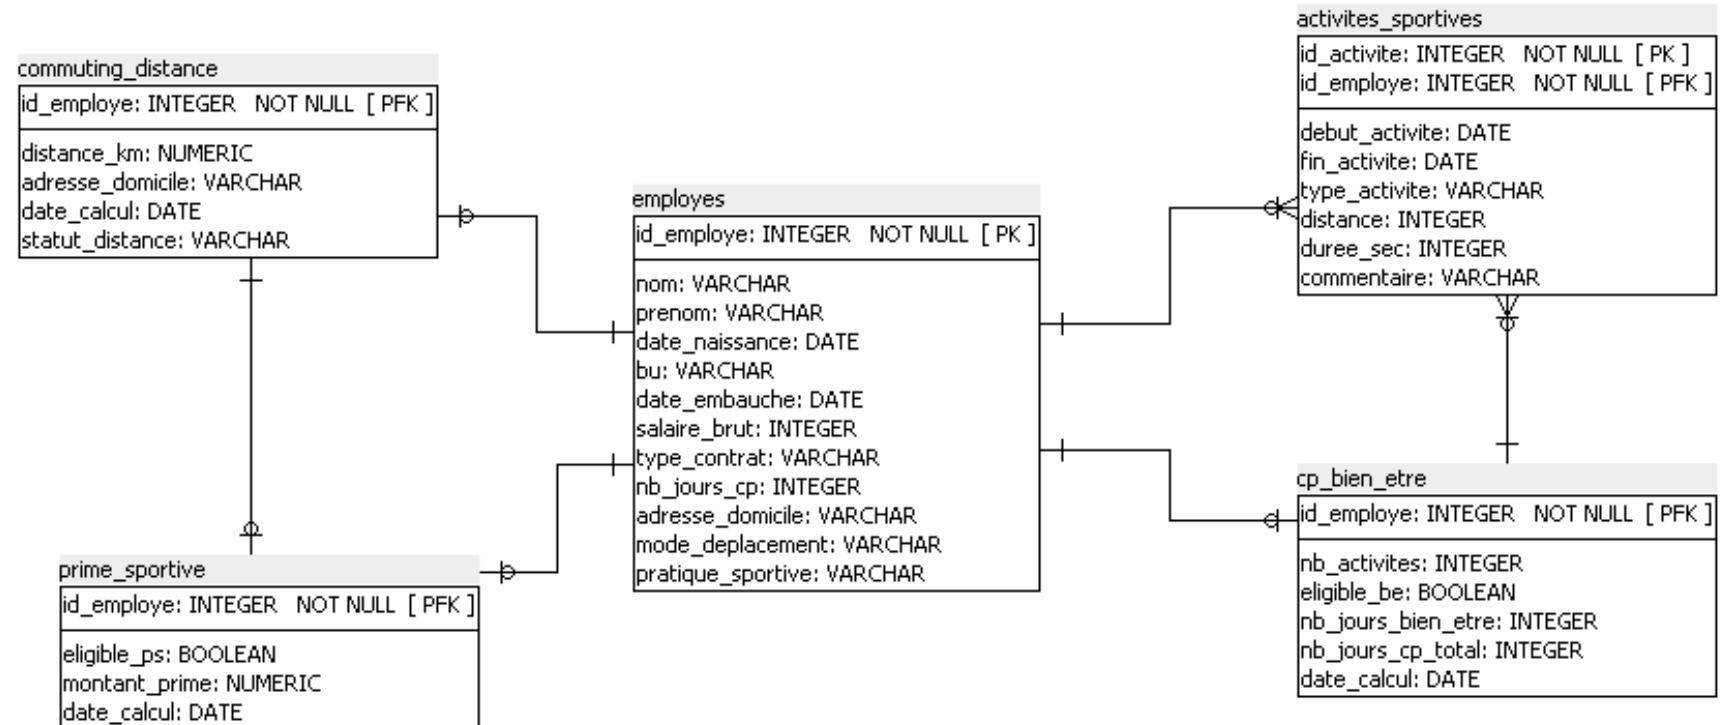 commuting_distance
id_employe: INTEGER NOT NULL [ PFK ]
distance_km: NUMERIC
adresse_domicile: VARCHAR
date_calcul: DATE
statut_distance: VARCHAR
employes
id_employe: INTEGER NOT NULL [ PK ]
nom: VARCHAR
prenom: VARCHAR
date_naissance: DATE
bu: VARCHAR
date_embauche: DATE
salaire_brut: INTEGER
type_contrat: VARCHAR
nb_jours_cp: INTEGER
adresse_domicile: VARCHAR
mode_deplacement: VARCHAR
pratique_sportive: VARCHAR
activites_sportives
id_activite: INTEGER NOT NULL [ PK ]
id_employe: INTEGER NOT NULL [ PFK ]
debut_activite: DATE
fin_activite: DATE
type_activite: VARCHAR
distance: INTEGER
duree_sec: INTEGER
commentaire: VARCHAR
prime_sportive
id_employe: INTEGER NOT NULL [ PFK ]
eligible_ps: BOOLEAN
montant_prime: NUMERIC
date_calcul: DATE
cp_bien_etre
id_employe: INTEGER NOT NULL [ PFK ]
nb_activites: INTEGER
eligible_be: BOOLEAN
nb_jours_bien_etre: INTEGER
nb_jours_cp_total: INTEGER
date_calcul: DATE